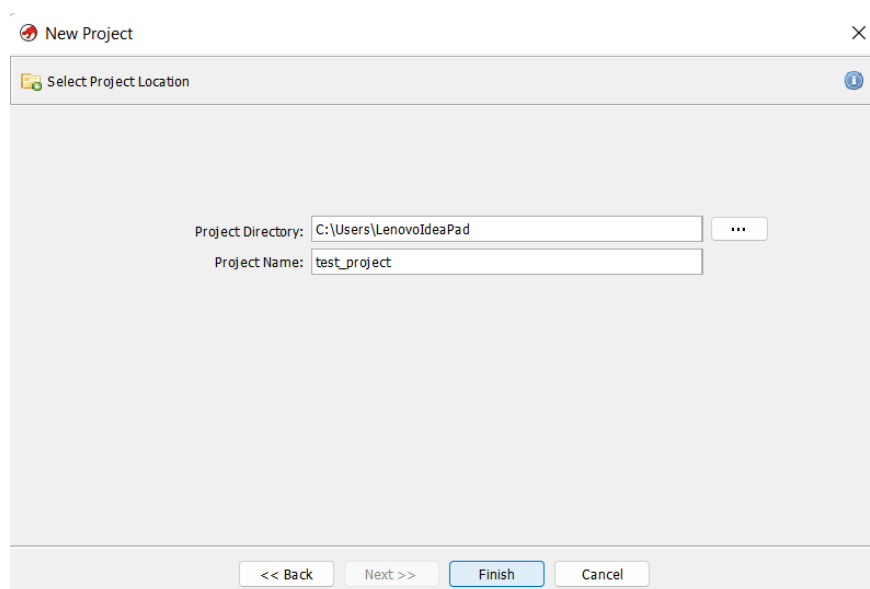 New Project
Select Project Location
Project Directory: C:\Users\LenovoIdeaPad ...
Project Name: test_project
<< Back Next >> Finish Cancel